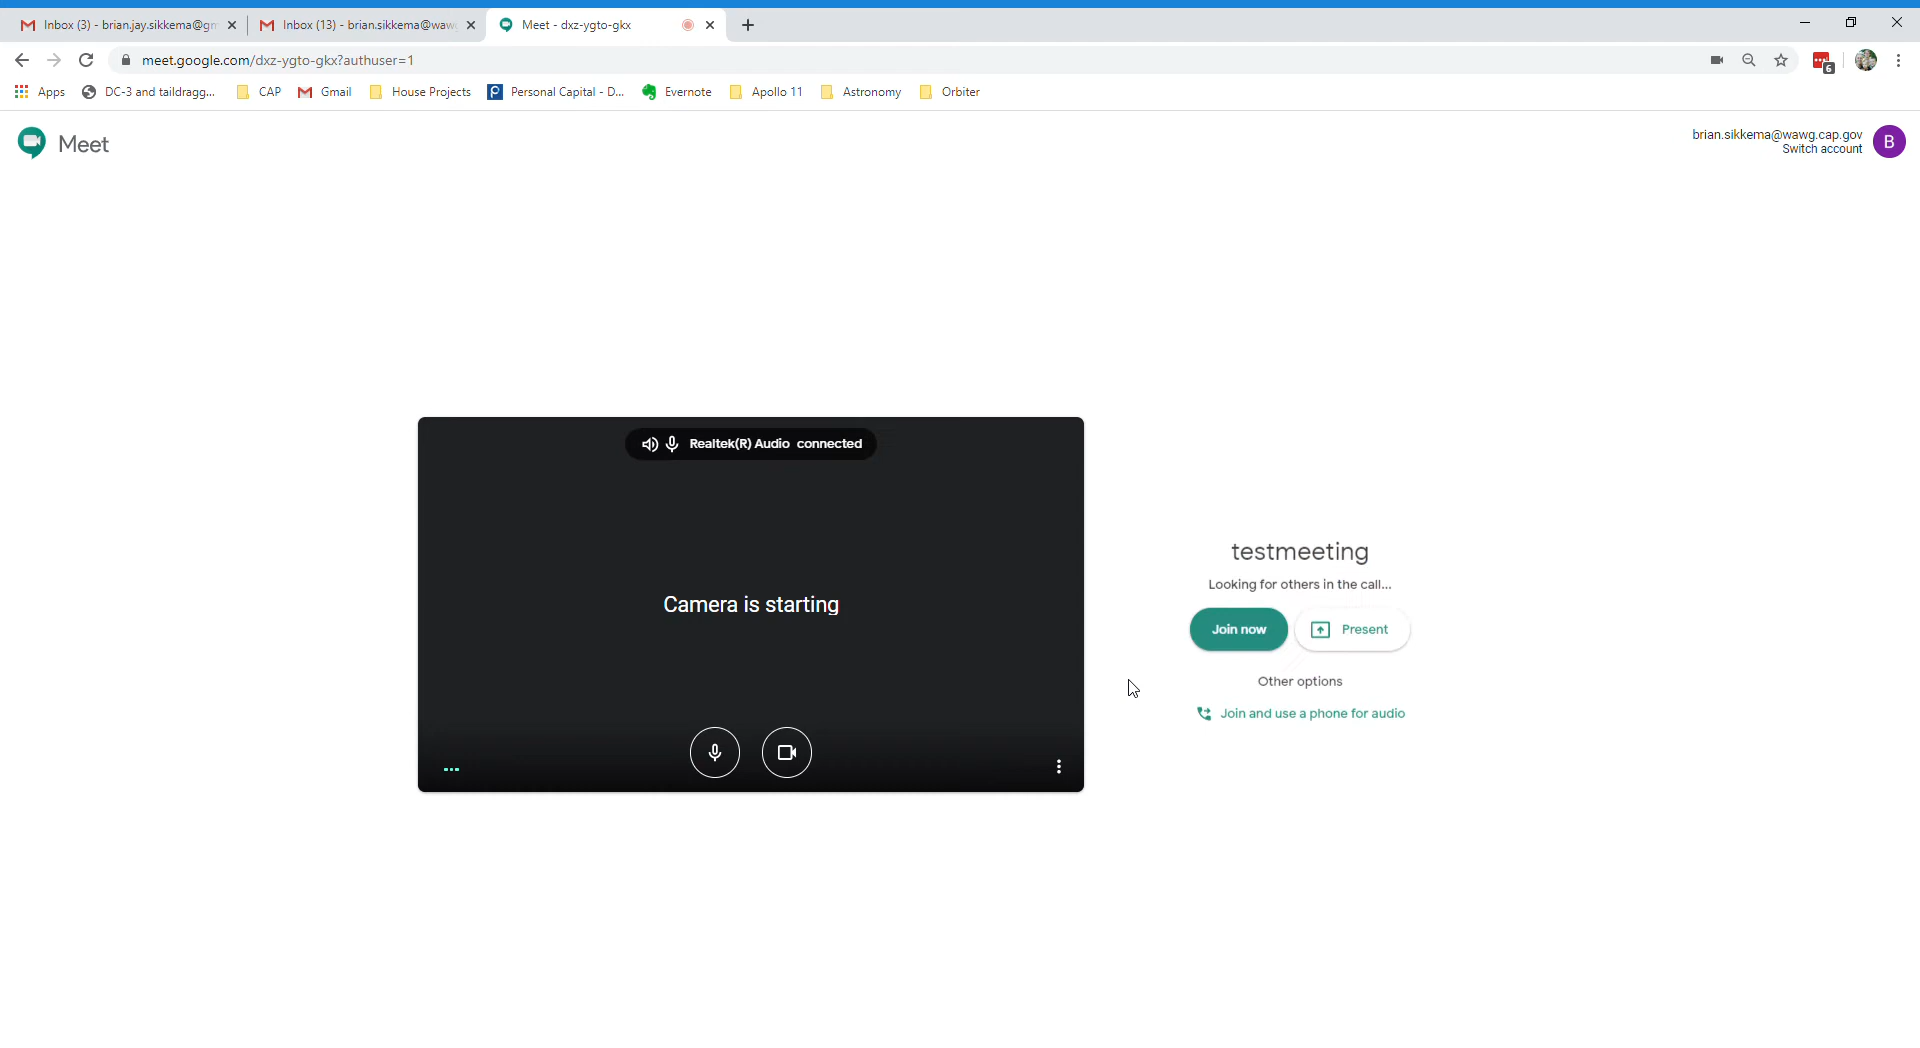 Inbox (3) - brian.jay.sikkema@gm
Inbox (13) - brian.sikkema@waw
Meet - dxz-ygto-gkx
meet.google.com/dxz-ygto-gkx?authuser=1
6
Apps
DC-3 and taildragg...
CAP
Gmail
House Projects
Personal Capital - D...
Evernote
Apollo 11
Astronomy
Orbiter
Meet
brian.sikkema@wawg.cap.gov
Switch account
B
Realtek(R) Audio connected
Camera is starting
testmeeting
Looking for others in the call...
Join now
Present
Other options
Join and use a phone for audio